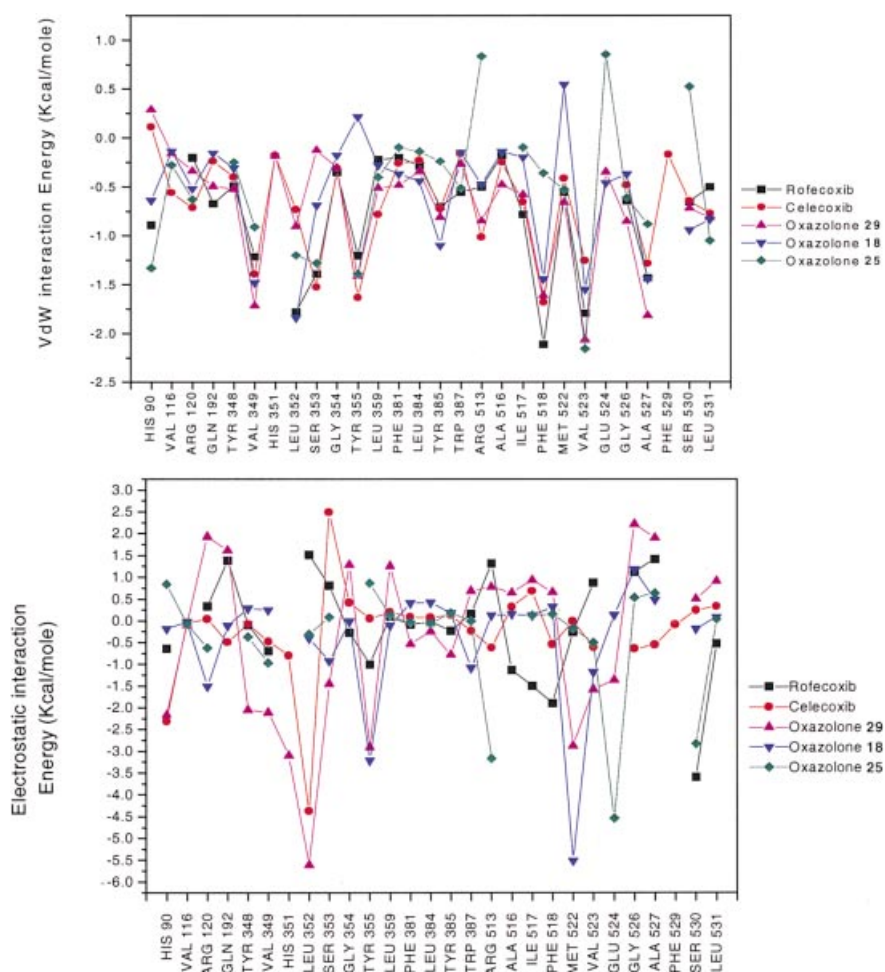 VdW interaction Energy (Kcal/mole)
1.0
0.5
0.0
-0.5
-1.0
-1.5
-2.0
-2.5
HIS 90
VAL 116
ARG 120
GLN 192
TYR 348
VAL 349
HIS 351
LEU 352
SER 353
GLY 354
TYR 355
LEU 359
PHE 381
LEU 384
TYR 385
TRP 387
ARG 513
ALA 516
ILE 517
PHE 518
MET 522
VAL 523
GLU 524
GLY 526
ALA 527
PHE 529
SER 530
LEU 531
Rofecoxib
Celecoxib
Oxazolone 29
Oxazolone 18
Oxazolone 25
Electrostatic interaction
Energy (Kcal/mole)
3.0
2.5
2.0
1.5
1.0
0.5
0.0
-0.5
-1.0
-1.5
-2.0
-2.5
-3.0
-3.5
-4.0
-4.5
-5.0
-5.5
-6.0
HIS 90
VAL 116
ARG 120
GLN 192
TYR 348
VAL 349
HIS 351
LEU 352
SER 353
GLY 354
TYR 355
LEU 359
PHE 381
LEU 384
TYR 385
TRP 387
ARG 513
ALA 516
ILE 517
PHE 518
MET 522
VAL 523
GLU 524
GLY 526
ALA 527
PHE 529
SER 530
LEU 531
Rofecoxib
Celecoxib
Oxazolone 29
Oxazolone 18
Oxazolone 25